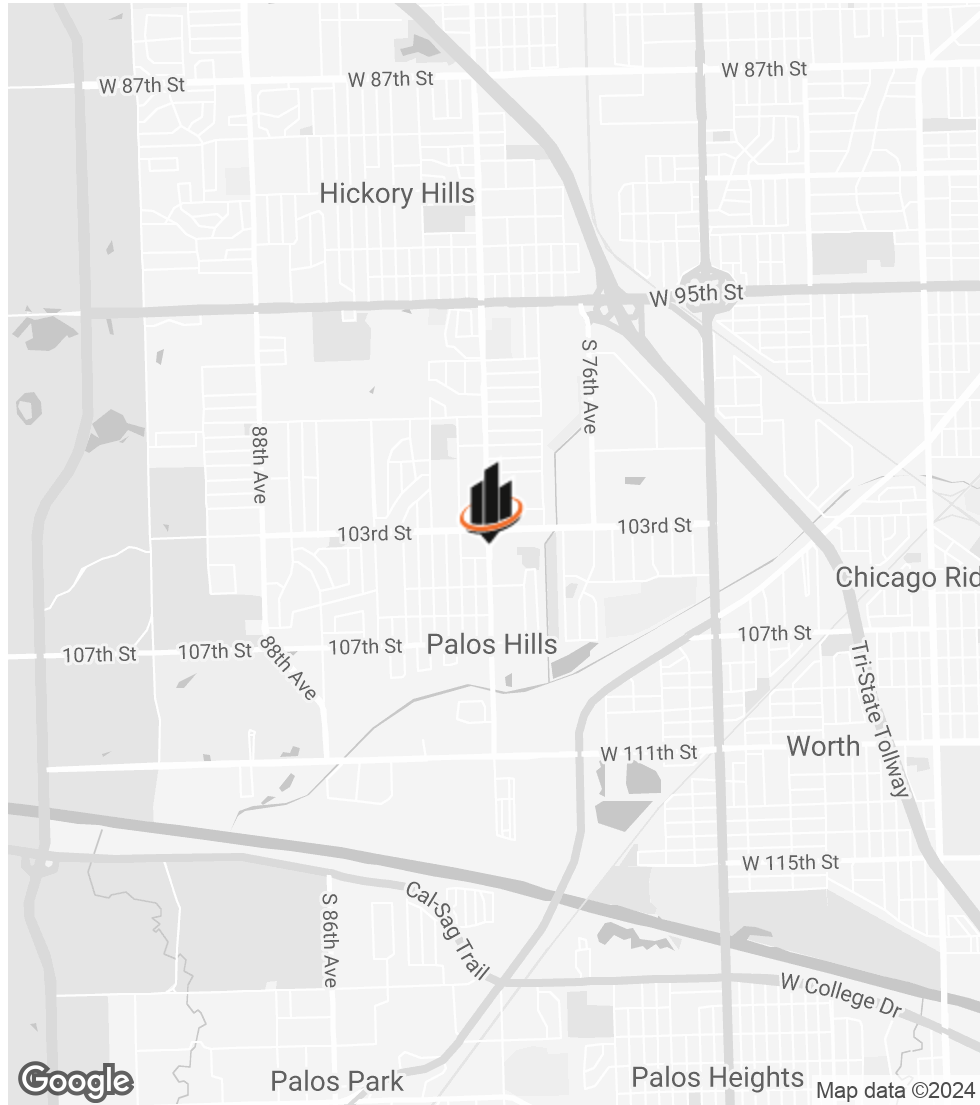 W 87th St
W 87th St
W 87th St
Hickory Hills
W 95th St
S 76th Ave
88th Ave
103rd St
103rd St
Chicago Rid
107th St
107th St
107th St
107th St
Palos Hills
88th Ave
Tri-State Tollway
Worth
W 111th St
W 115th St
Cal-Sag Trail
S 86th Ave
W College Dr
Google
Palos Park
Palos Heights
Map data ©2024